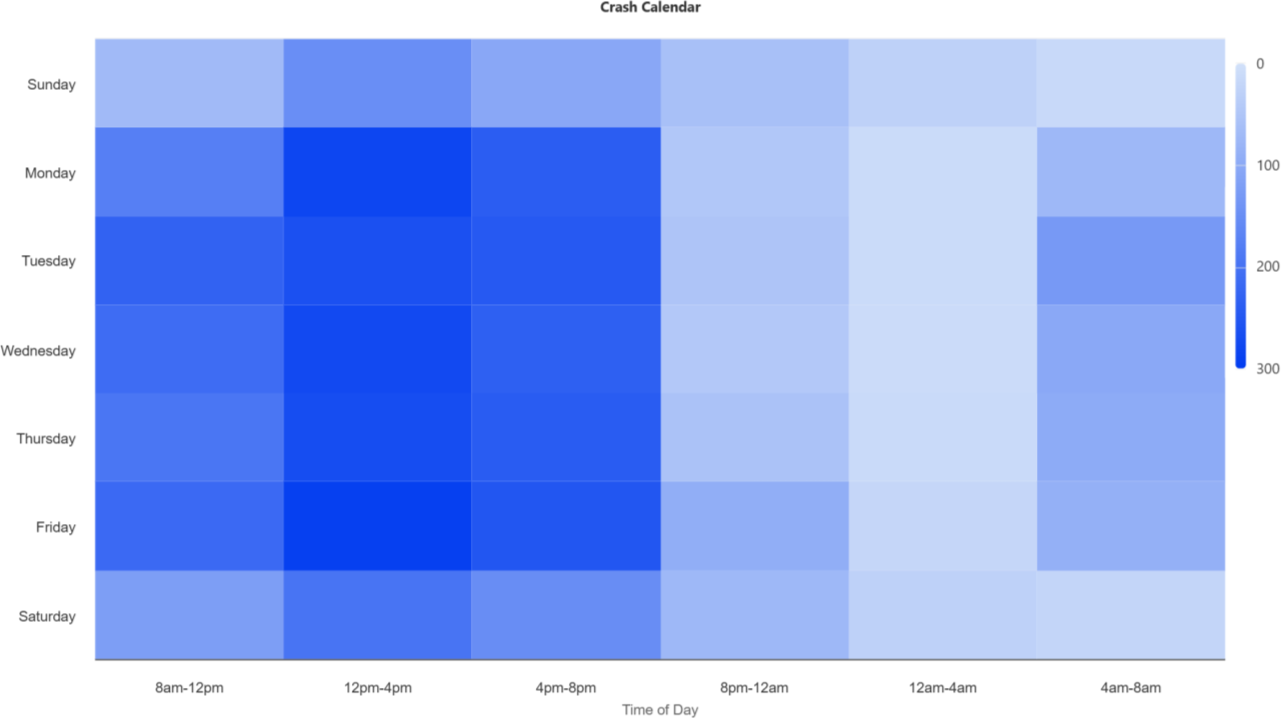 Crash Calendar
Sunday
Monday
Tuesday
Wednesday
Thursday
Friday
Saturday
0
100
200
300
8am-12pm 12pm-4pm 4pm-8pm 8pm-12am 12am-4am 4am-8am
Time of Day